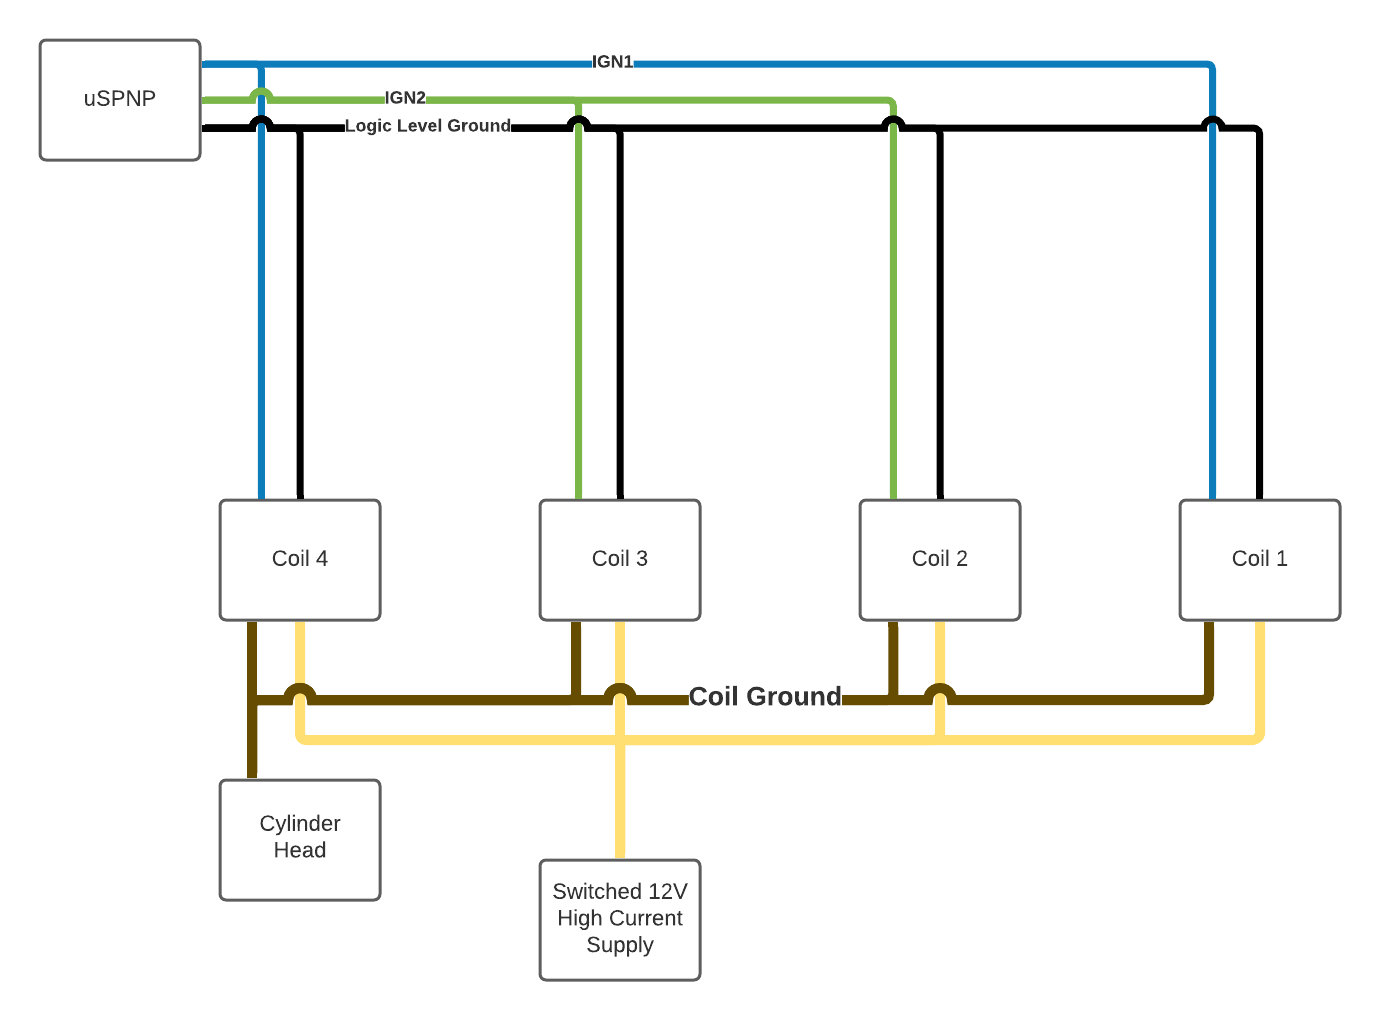 IGN1
uSPNP
IGN2
Logic Level Ground
Coil 4
Coil 3
Coil 2
Coil 1
Coil Ground
Cylinder
Head
Switched 12V
High Current
Supply